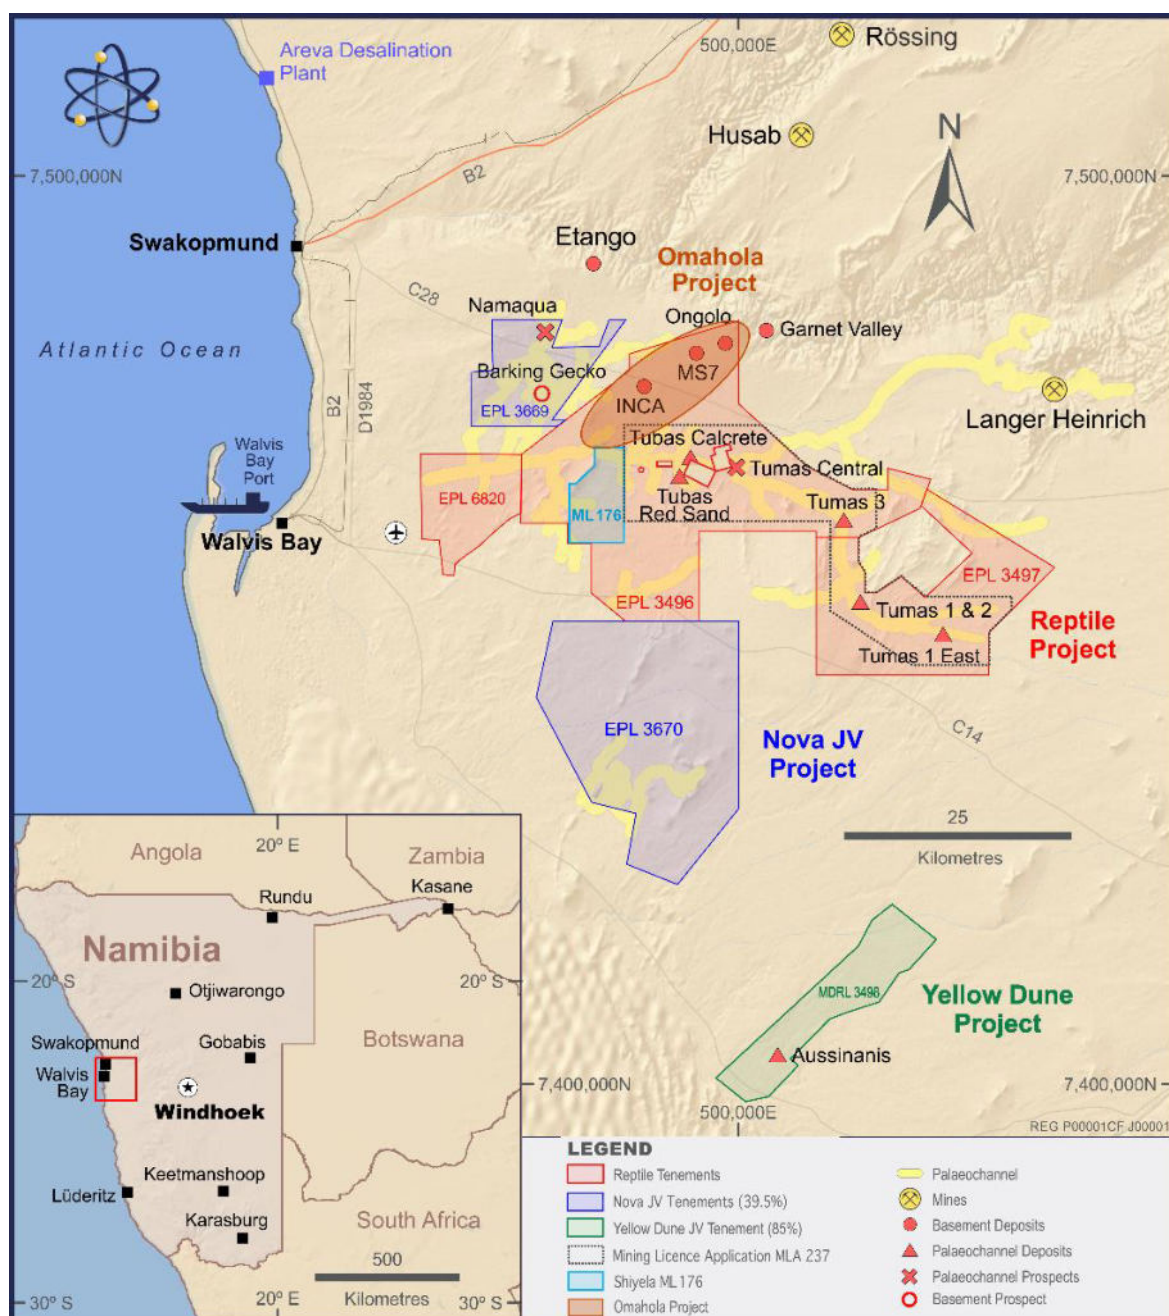 500,000E
Rössing
Areva Desalination
Plant
Husab
N
7,500,000N
7,500,000N
B2
Swakopmund
Etango
Omahola
Project
C28
Namaqua
Ongolo
Garnet Valley
Atlantic Ocean
MS7
Barking Gecko
INCA
EPL 3669
B2
D1984
Langer Heinrich
Tubas Calcrete
Walvis
Bay
Port
Tumas Central
EPL 6820
Tubas
Red Sand
Tumas 3
ML 176
Walvis Bay
EPL 3497
EPL 3496
Tumas 1 & 2
Reptile
Project
Tumas 1 East
EPL 3670
Nova JV
Project
C14
25
Kilometres
MDRL 3498
Yellow Dune
Project
Aussinanis
7,400,000N
7,400,000N
500,000E
REG P00001CF J00001
Angola
20° E
Zambia
Kasane
Rundu
Namibia
20° S
20° S
Otjiwarongo
Swakopmund
Gobabis
Botswana
Walvis
Bay
Windhoek
Keetmanshoop
Lüderitz
Karasburg
South Africa
500
Kilometres
30° S
20° E
30° S
LEGEND
Reptile Tenements
Nova JV Tenements (39.5%)
Yellow Dune JV Tenement (85%)
Mining Licence Application MLA 237
Shiyela ML 176
Omahola Project
Palaeochannel
Mines
Basement Deposits
Palaeochannel Deposits
Palaeochannel Prospects
Basement Prospect